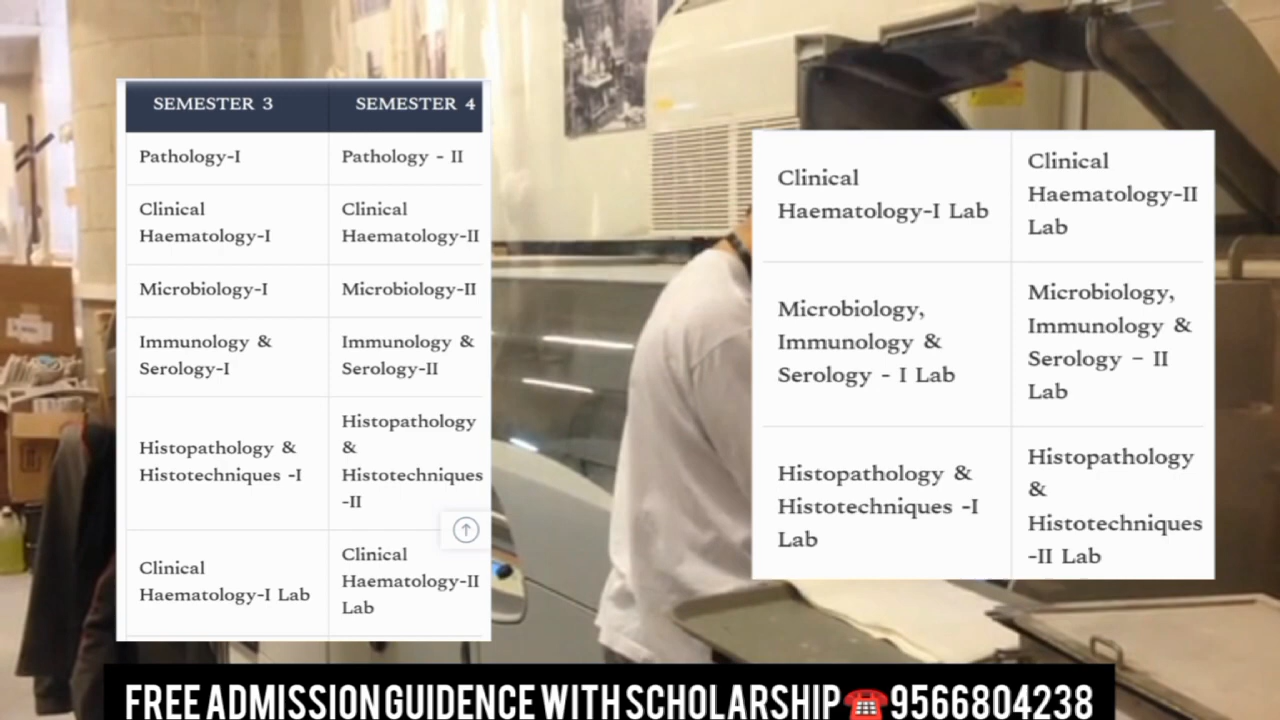 SEMESTER 3
SEMESTER 4
Pathology-I
Pathology - II
Clinical
Haematology-I
Clinical
Haematology-II
Microbiology-I
Microbiology-II
Immunology &
Serology-I
Immunology &
Serology-II
Histopathology &
Histotechniques -I
Histopathology
&
Histotechniques
-II
Clinical
Haematology-I Lab
Clinical
Haematology-II
Lab
Clinical
Haematology-I Lab
Clinical
Haematology-II
Lab
Microbiology,
Immunology &
Serology - I Lab
Microbiology,
Immunology &
Serology – II
Lab
Histopathology &
Histotechniques -I
Lab
Histopathology
&
Histotechniques
-II Lab
FREE ADMISSION GUIDENCE WITH SCHOLARSHIP☎️9566804238